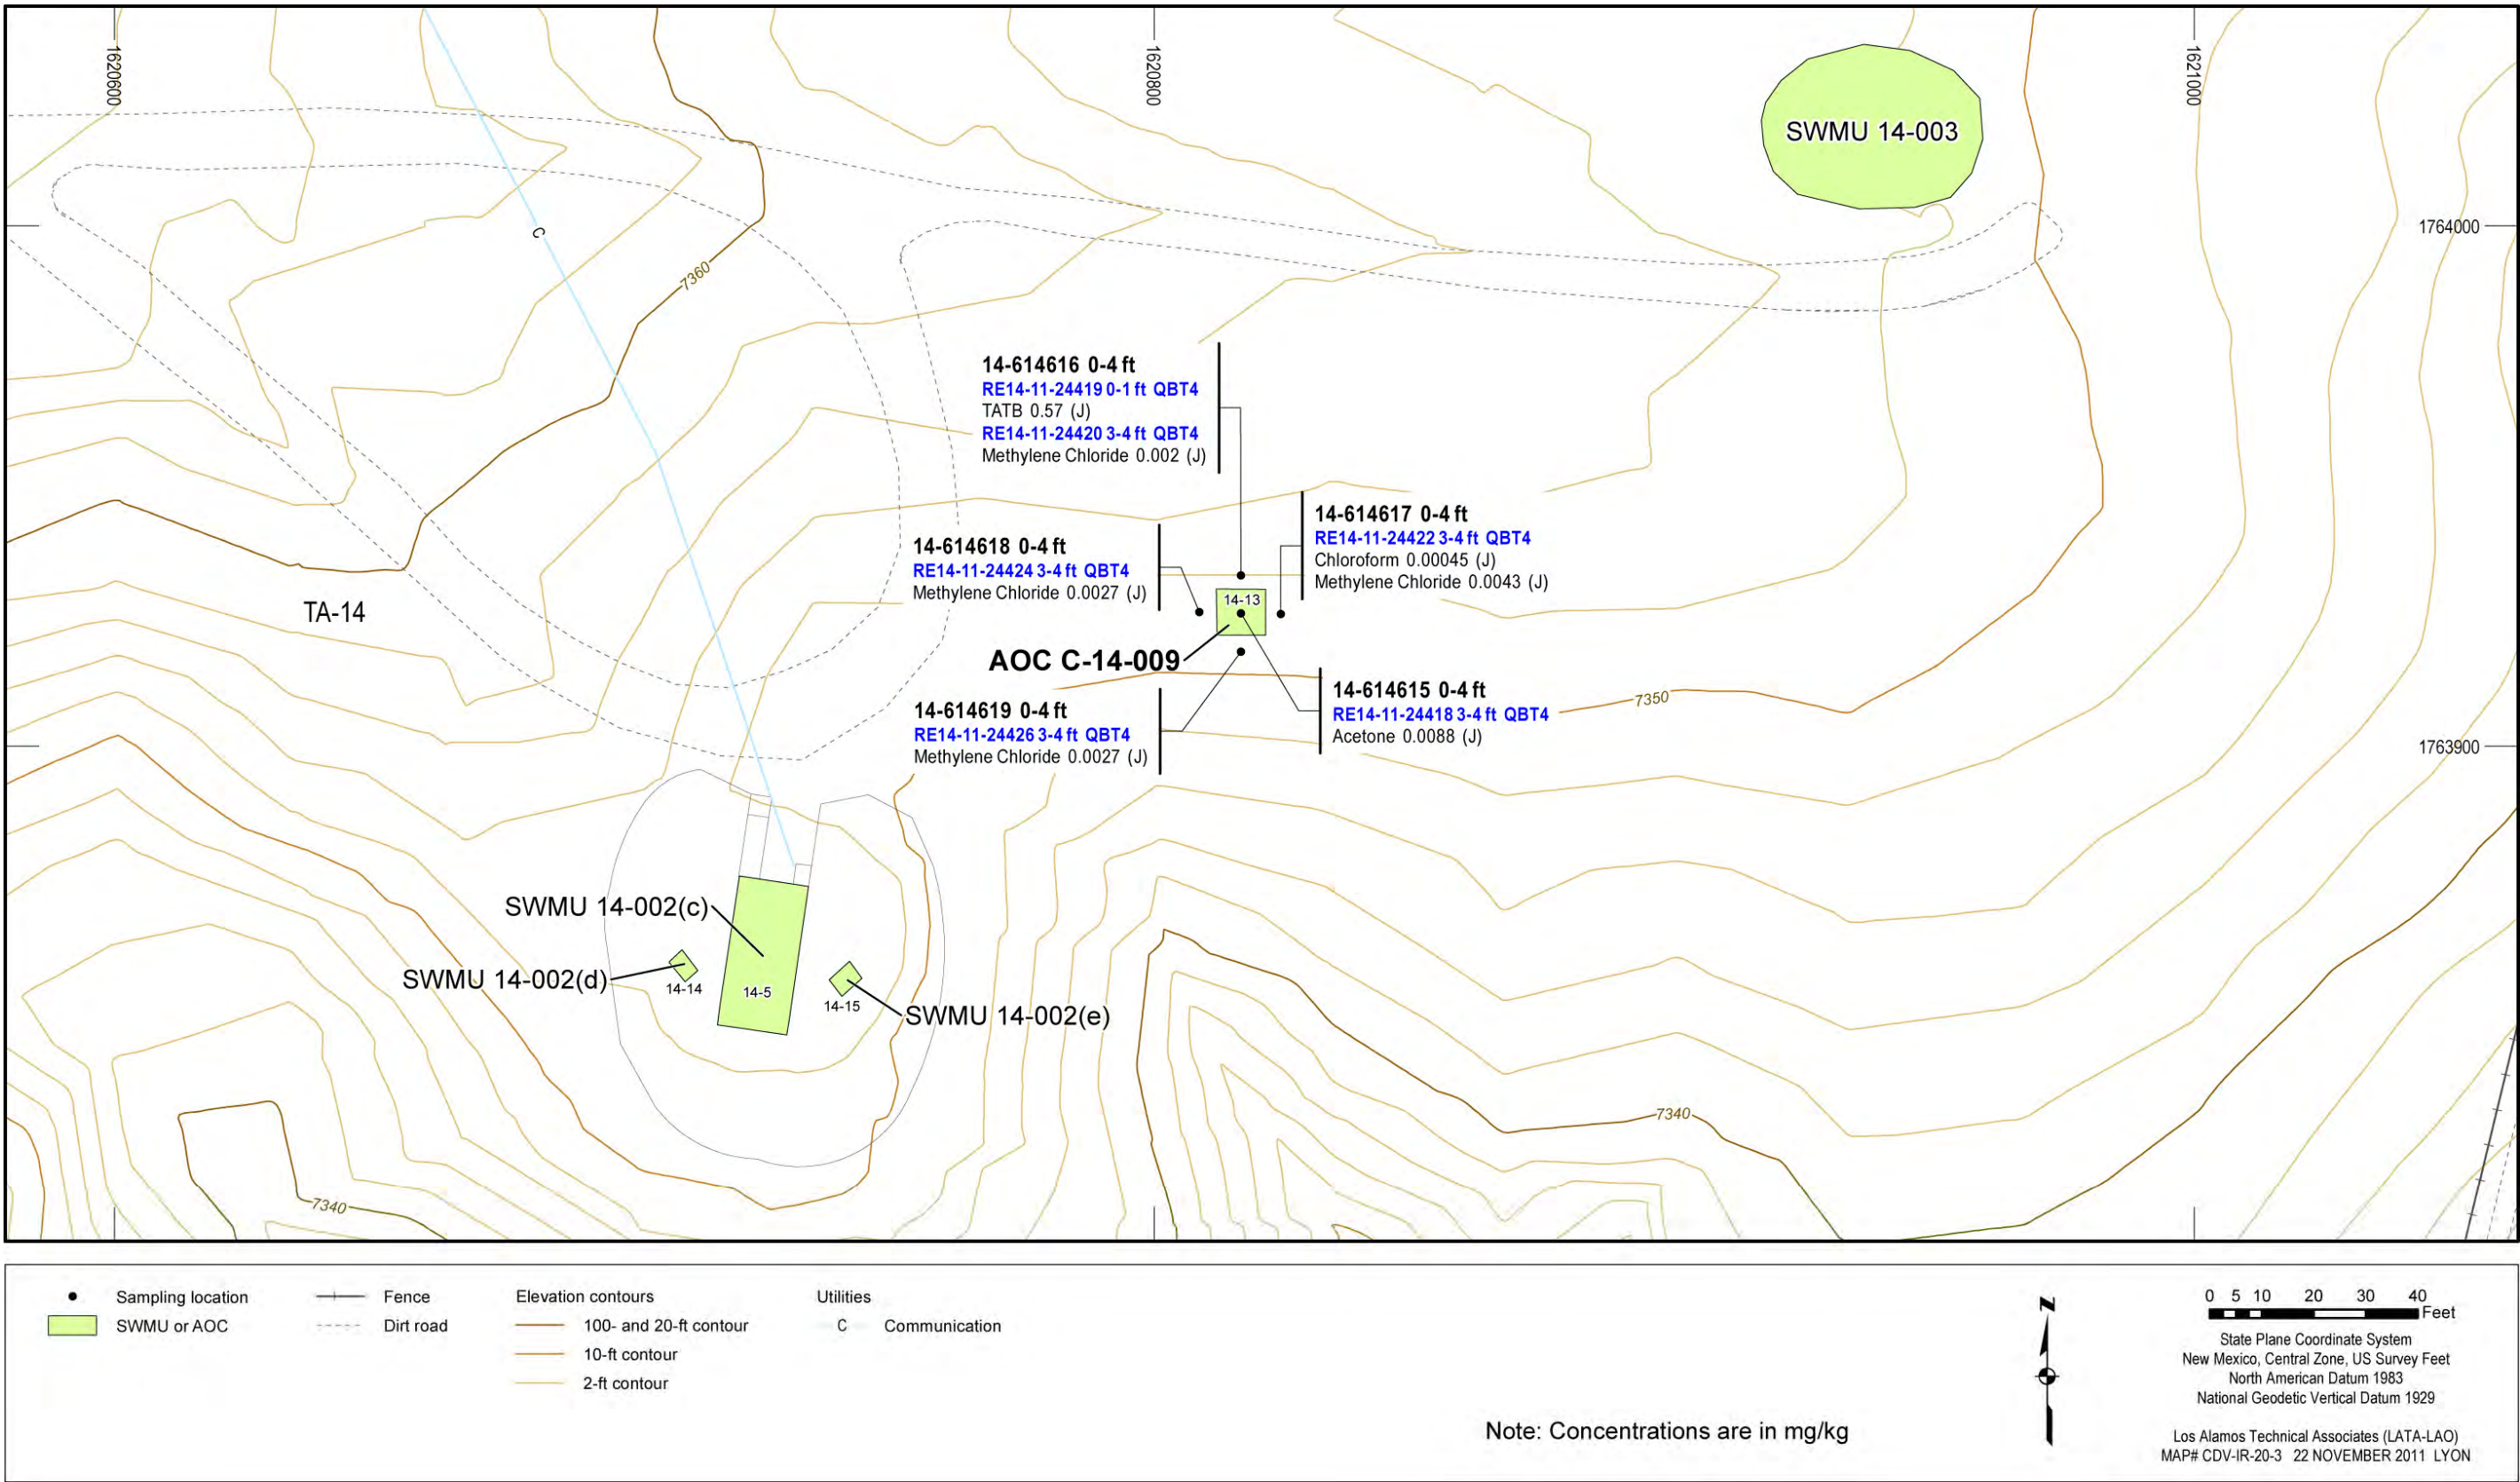 1620600
1620800
1621000
SWMU 14-003
1764000
C
7360
14-614616 0-4 ft
RE14-11-24419 0-1 ft QBT4
TATB 0.57 (J)
RE14-11-24420 3-4 ft QBT4
Methylene Chloride 0.002 (J)
14-614617 0-4 ft
RE14-11-24422 3-4 ft QBT4
Chloroform 0.00045 (J)
Methylene Chloride 0.0043 (J)
14-614618 0-4 ft
RE14-11-24424 3-4 ft QBT4
Methylene Chloride 0.0027 (J)
14-13
TA-14
AOC C-14-009
14-614615 0-4 ft
RE14-11-24418 3-4 ft QBT4
Acetone 0.0088 (J)
7350
14-614619 0-4 ft
RE14-11-24426 3-4 ft QBT4
Methylene Chloride 0.0027 (J)
1763900
SWMU 14-002(c)
SWMU 14-002(d)
14-14
14-5
14-15
SWMU 14-002(e)
7340
7340
Sampling location
SWMU or AOC
Fence
Dirt road
Elevation contours
100- and 20-ft contour
10-ft contour
2-ft contour
Utilities
C Communication
Note: Concentrations are in mg/kg
N
0 5 10 20 30 40
Feet
State Plane Coordinate System
New Mexico, Central Zone, US Survey Feet
North American Datum 1983
National Geodetic Vertical Datum 1929
Los Alamos Technical Associates (LATA-LAO)
MAP# CDV-IR-20-3 22 NOVEMBER 2011 LYON